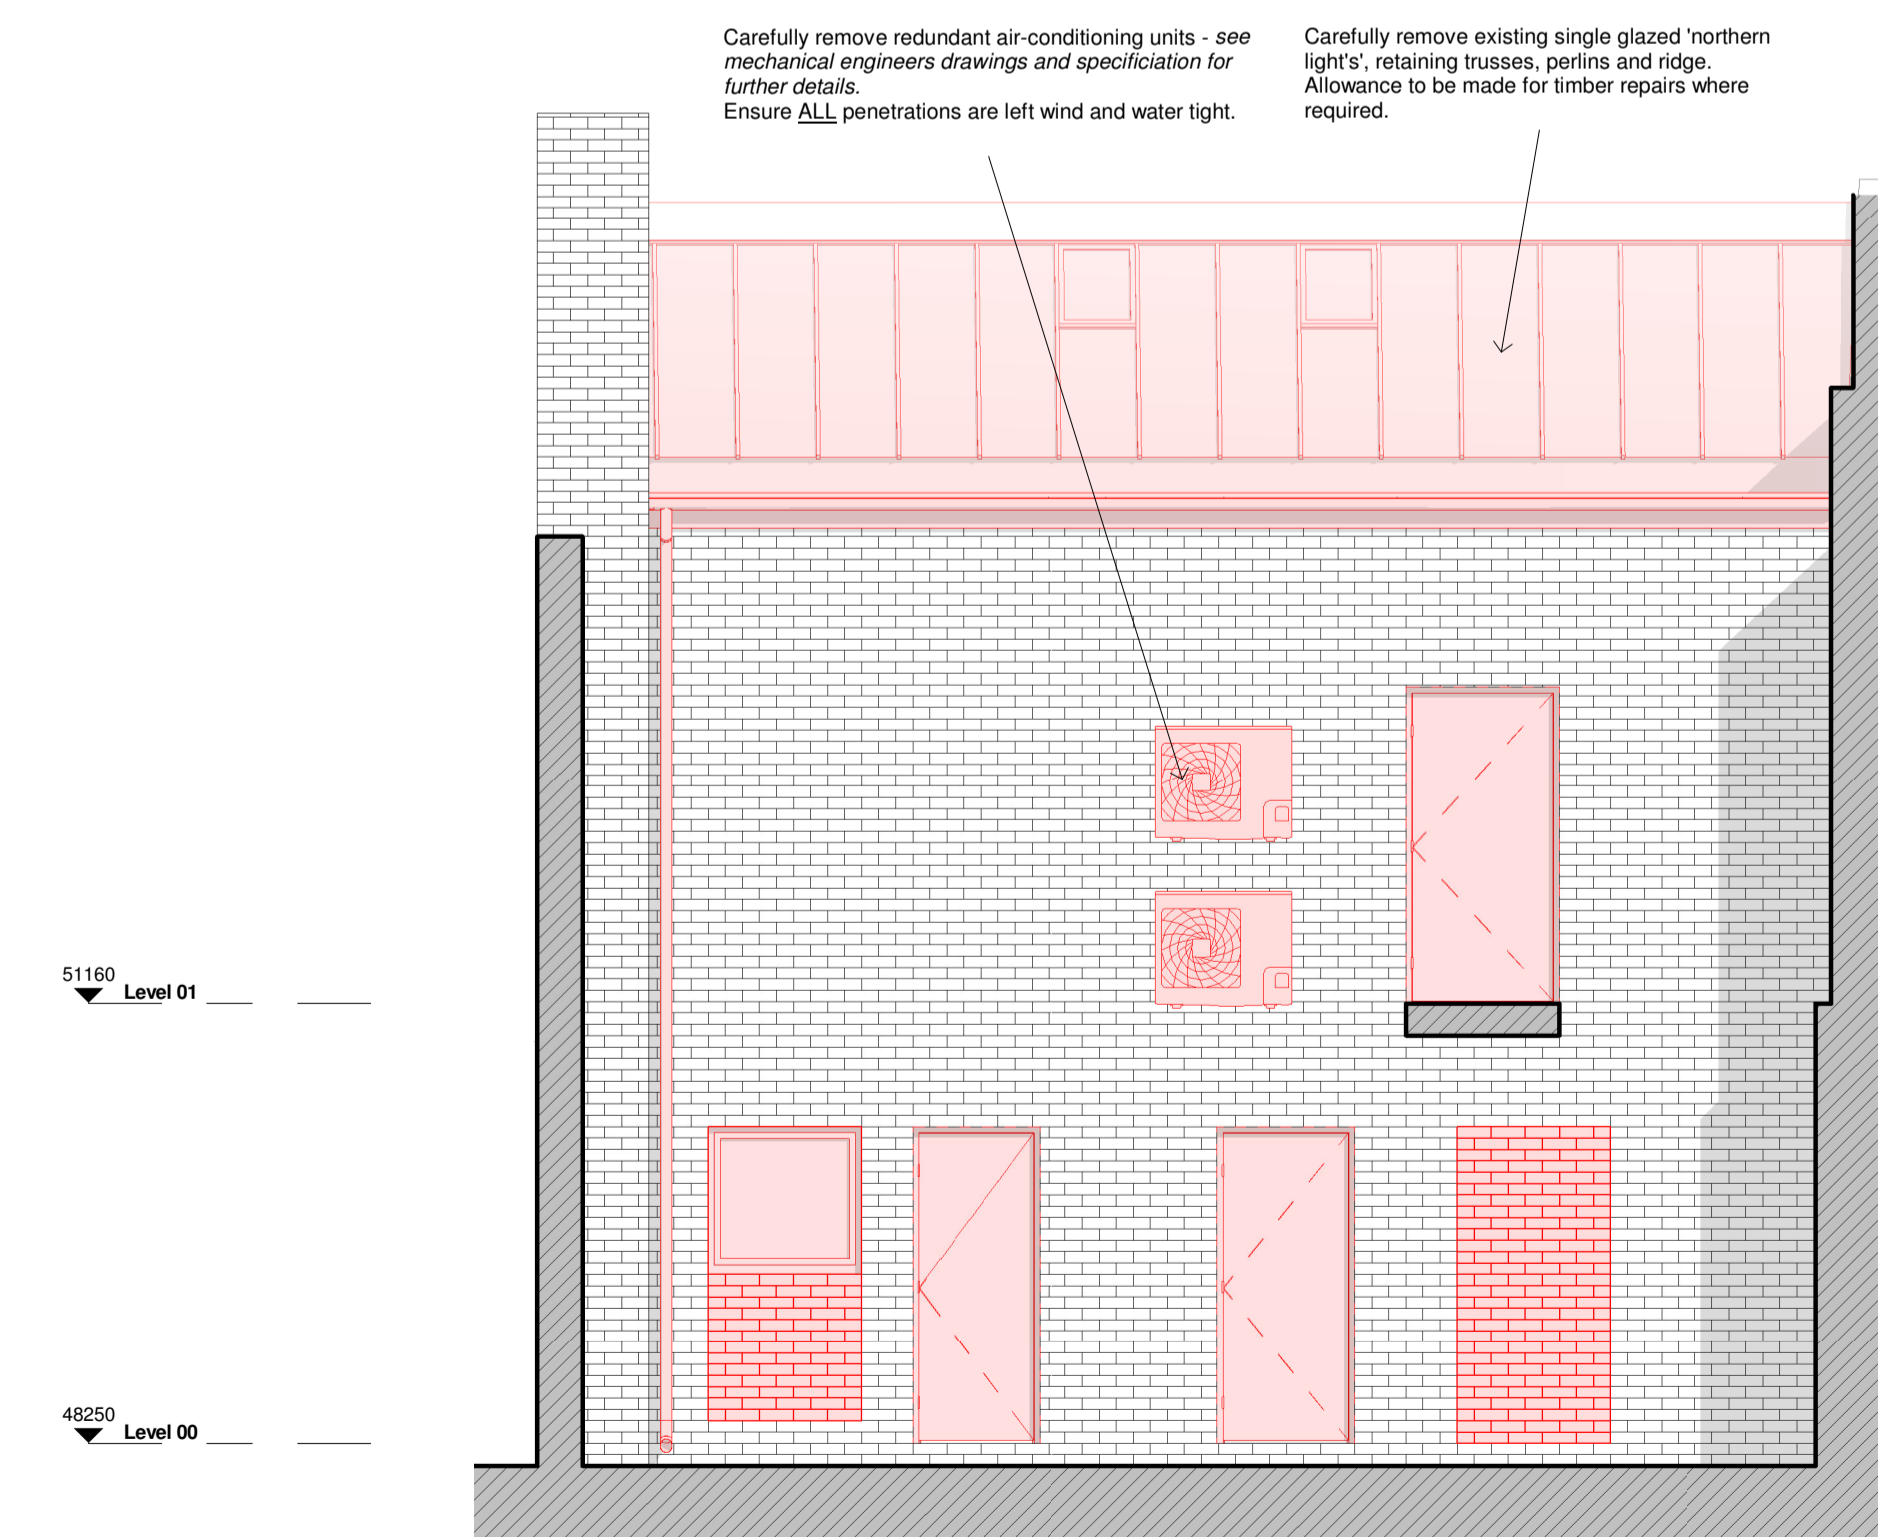 Carefully remove redundant air-conditioning units - see
mechanical engineers drawings and specificiation for
further details.
Ensure ALL penetrations are left wind and water tight.
Carefully remove existing single glazed 'northern
light's', retaining trusses, perlins and ridge.
Allowance to be made for timber repairs where
required.
51160
Level 01
48250
Level 00